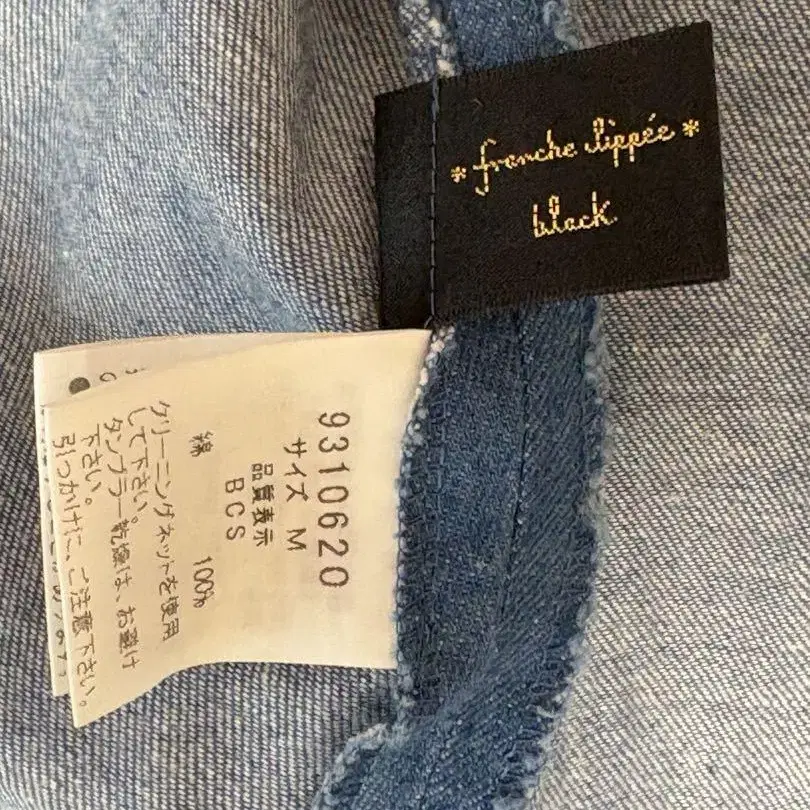 * franche lippée *
black
9310620
サイズ M
品質表示
BCS
綿 100%
クリーニングネットを使用
して下さい。
タンブラー乾燥は、お避け
下さい。
引っかけに、ご注意下さい。